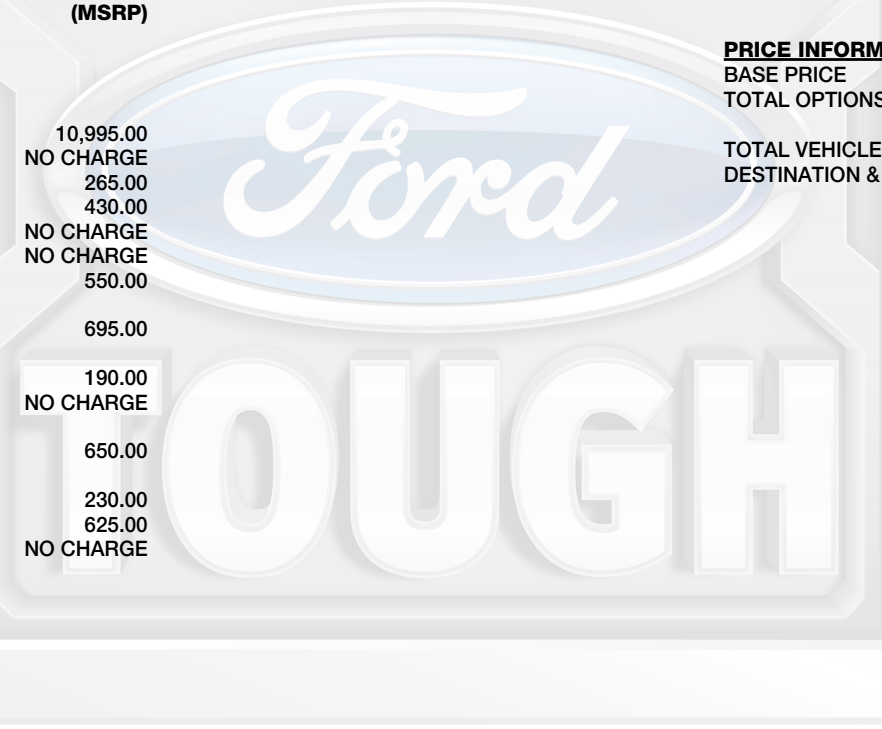 (MSRP)
10,995.00
NO CHARGE
265.00
430.00
NO CHARGE
NO CHARGE
550.00
695.00
190.00
NO CHARGE
650.00
230.00
625.00
NO CHARGE
PRICE INFORM
BASE PRICE
TOTAL OPTIONS
TOTAL VEHICLE
DESTINATION &
Ford
TOUGH